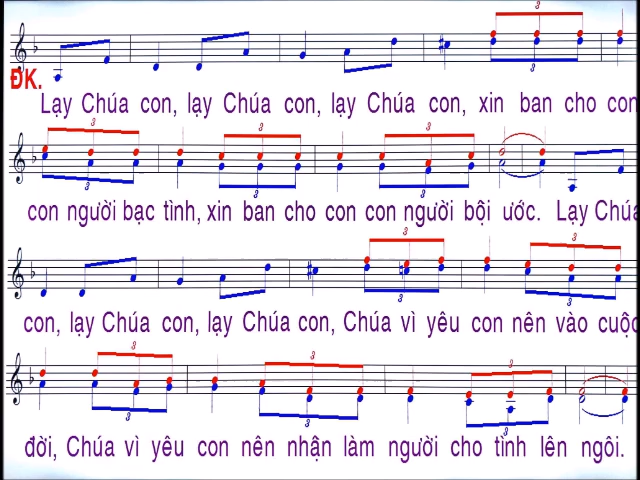 ĐK.
Lạy Chúa con, lạy Chúa con, lạy Chúa con, xin ban cho con
con người bạc tình, xin ban cho con con người bội ước. Lạy Chúa
con, lạy Chúa con, lạy Chúa con, Chúa vì yêu con nên vào cuộc
đời, Chúa vì yêu con nên nhận làm người cho tình lên ngôi.